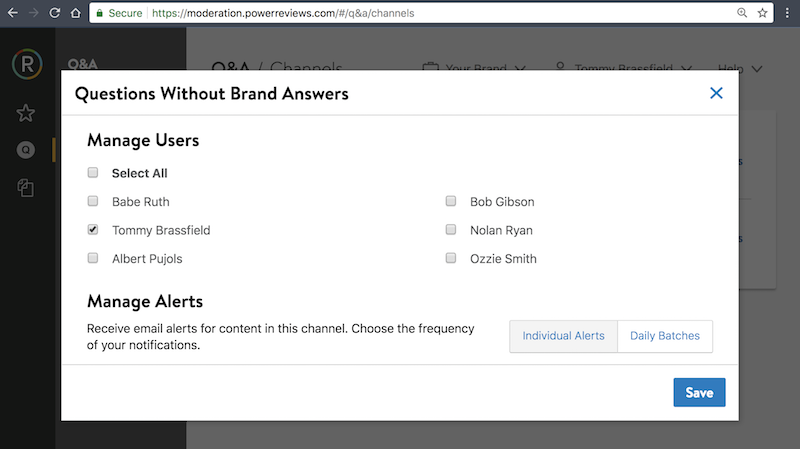 Secure https://moderation.powerreviews.com/#/q&a/channels
R
Q&A
Q&A / Channels Your Brand Tommy Brassfield Help
Q
Questions Without Brand Answers
Manage Users
Select All
Babe Ruth Bob Gibson
Tommy Brassfield Nolan Ryan
Albert Pujols Ozzie Smith
Manage Alerts
Receive email alerts for content in this channel. Choose the frequency
of your notifications.
Individual Alerts Daily Batches
Save